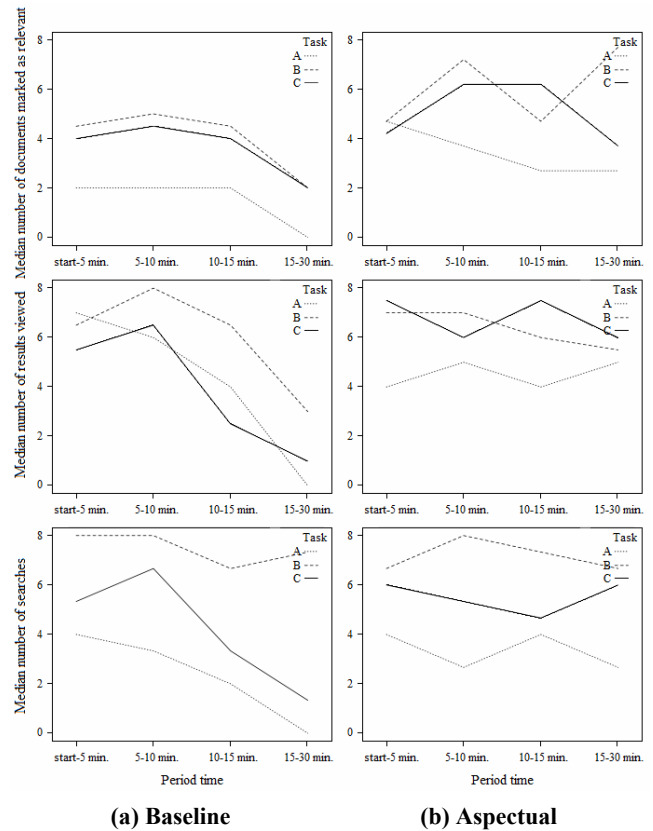 Median number of documents marked as relevant
8
6
4
2
0
Task
A
B
C
start-5 min.
5-10 min.
10-15 min.
15-30 min.
8
6
4
2
0
Task
A
B
C
start-5 min.
5-10 min.
10-15 min.
15-30 min.
Median number of results viewed
8
6
4
2
0
Task
A
B
C
start-5 min.
5-10 min.
10-15 min.
15-30 min.
8
6
4
2
0
Task
A
B
C
start-5 min.
5-10 min.
10-15 min.
15-30 min.
Median number of searches
8
6
4
2
0
Task
A
B
C
start-5 min.
5-10 min.
10-15 min.
15-30 min.
Period time
8
6
4
2
0
Task
A
B
C
start-5 min.
5-10 min.
10-15 min.
15-30 min.
Period time
(a) Baseline
(b) Aspectual